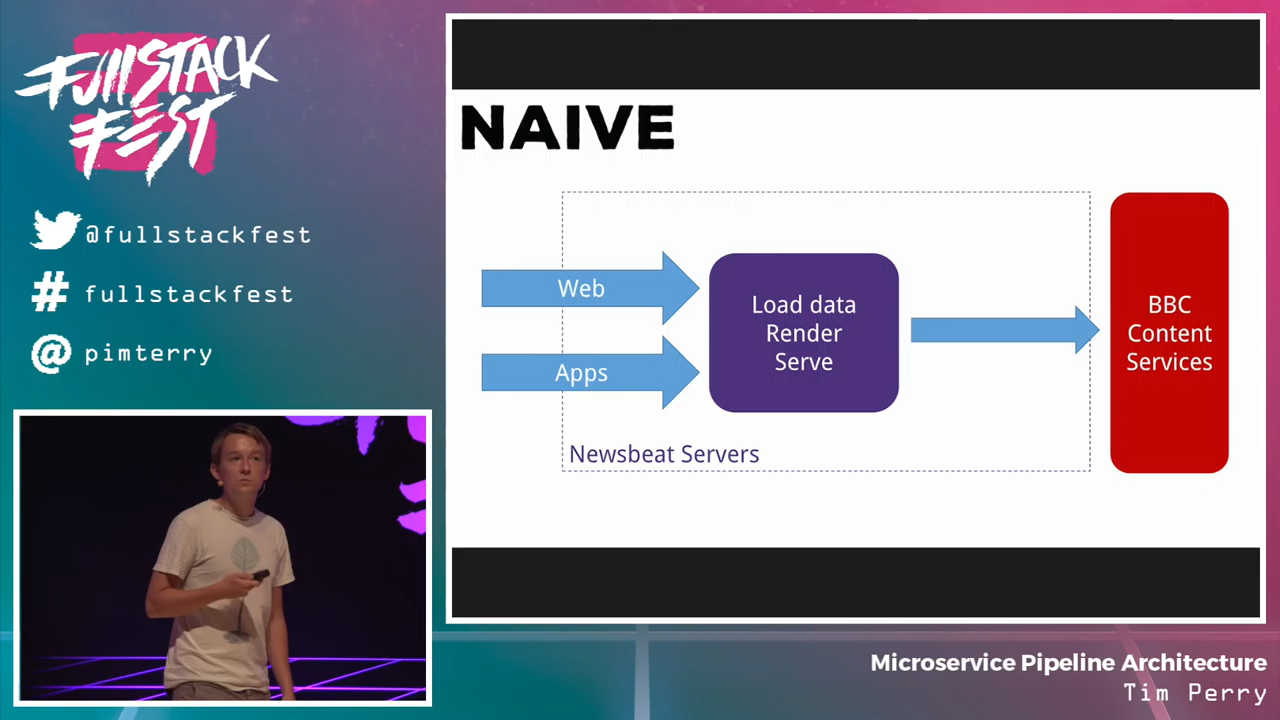 FullSTACK
FEST
@fullstackfest
# fullstackfest
@ pimterry
NAIVE
Web
Apps
Load data
Render
Serve
Newsbeat Servers
BBC
Content
Services
Microservice Pipeline Architecture
Tim Perry